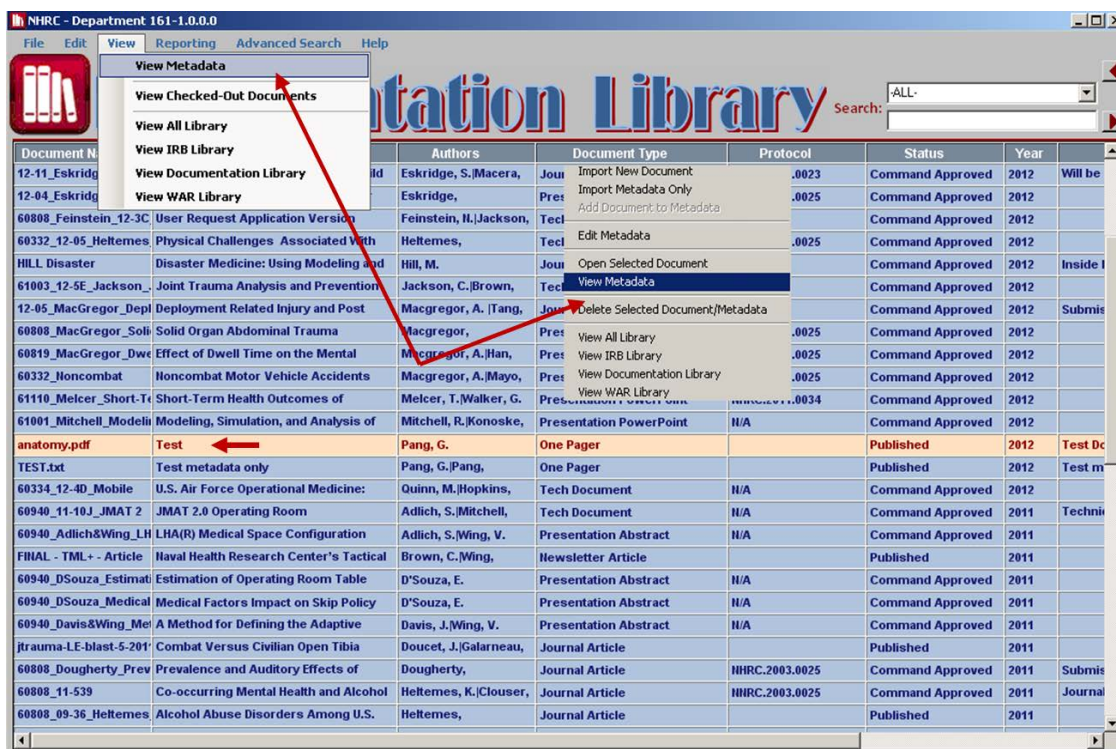 NHRC - Department 161-1.0.0.0
File Edit View Reporting Advanced Search Help
View Metadata
View Checked-Out Documents
View All Library
View IRB Library
View Documentation Library
View WAR Library
tation Library
Search:
-ALL-
Authors Document Type Protocol Status Year
12-11_Eskridg Eskridge, S.|Macera, .0023 Command Approved 2012 Will be
12-04_Eskridg Eskridge, .0025 Command Approved 2012
60808_Feinstein_12-3C User Request Application Version Feinstein, N.|Jackson, Command Approved 2012
60332_12-05_Heltemes_ Physical Challenges Associated With Heltemes, .0025 Command Approved 2012
HILL Disaster Disaster Medicine: Using Modeling and Hill, M. Command Approved 2012 Inside
61003_12-5E_Jackson_ Joint Trauma Analysis and Prevention Jackson, C.|Brown, Command Approved 2012
12-05_MacGregor_Depl Deployment Related Injury and Post Macgregor, A. |Tang, Command Approved 2012 Submis
60808_MacGregor_Soli Solid Organ Abdominal Trauma Macgregor, .0025 Command Approved 2012
60819_MacGregor_Dwe Effect of Dwell Time on the Mental Macgregor, A.|Han, .0025 Command Approved 2012
60332_Noncombat Noncombat Motor Vehicle Accidents Macgregor, A.|Mayo, .0025 Command Approved 2012
61110_Melcer_Short-Te Short-Term Health Outcomes of Melcer, T.|Walker, G. Presentation PowerPoint NHRC.2011.0034 Command Approved 2012
61001_Mitchell_Modelin Modeling, Simulation, and Analysis of Mitchell, R.|Konoske, Presentation PowerPoint N/A Command Approved 2012
anatomy.pdf Test Pang, G. One Pager Published 2012 Test Do
TEST.txt Test metadata only Pang, G.|Pang, One Pager Published 2012 Test m
60334_12-4D_Mobile U.S. Air Force Operational Medicine: Quinn, M.|Hopkins, Tech Document N/A Command Approved 2012
60940_11-10J_JMAT 2 JMAT 2.0 Operating Room Adlich, S.|Mitchell, Tech Document N/A Command Approved 2011 Techni
60940_Adlich&Wing_LH LHA(R) Medical Space Configuration Adlich, S.|Wing, V. Presentation Abstract N/A Command Approved 2011
FINAL - TML+ - Article Naval Health Research Center's Tactical Brown, C.|Wing, Newsletter Article Published 2011
60940_DSouza_Estimati Estimation of Operating Room Table D'Souza, E. Presentation Abstract N/A Command Approved 2011
60940_DSouza_Medical Medical Factors Impact on Skip Policy D'Souza, E. Presentation Abstract N/A Command Approved 2011
60940_Davis&Wing_Met A Method for Defining the Adaptive Davis, J.|Wing, V. Presentation Abstract N/A Command Approved 2011
jtrauma-LE-blast-5-201 Combat Versus Civilian Open Tibia Doucet, J.|Galarneau, Journal Article Published 2011
60808_Dougherty_Prev Prevalence and Auditory Effects of Dougherty, Journal Article NHRC.2003.0025 Command Approved 2011 Submis
60808_11-539 Co-occurring Mental Health and Alcohol Heltemes, K.|Clouser, Journal Article NNRC.2003.0025 Command Approved 2011 Journal
60808_09-36_Heltemes_ Alcohol Abuse Disorders Among U.S. Heltemes, Journal Article Published 2011
Import New Document
Import Metadata Only
Add Document to Metadata
Edit Metadata
Open Selected Document
View Metadata
Delete Selected Document/Metadata
View All Library
View IRB Library
View Documentation Library
View WAR Library